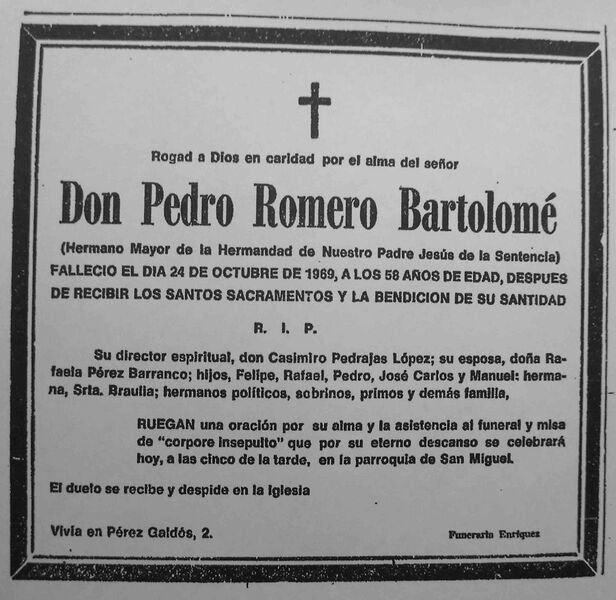 Rogad a Dios en caridad por el alma del señor
Don Pedro Romero Bartolomé
(Hermano Mayor de la Hermandad de Nuestro Padre Jesús de la Sentencia)
FALLECIO EL DIA 24 DE OCTUBRE DE 1969, A LOS 58 AÑOS DE EDAD, DESPUES
DE RECIBIR LOS SANTOS SACRAMENTOS Y LA BENDICION DE SU SANTIDAD
R. I. P.
Su director espiritual, don Casimiro Pedrajas López; su esposa, doña Ra-
faela Pérez Barranco; hijos, Felipe, Rafael, Pedro, José Carlos y Manuel: herma-
na, Srta. Braulia; hermanos políticos, sobrinos, primos y demás familia,
RUEGAN una oración por su alma y la asistencia al funeral y misa
de "corpore insepulto" que por su eterno descanso se celebrará
hoy, a las cinco de la tarde, en la parroquia de San Miguel.
El duelo se recibe y despide en la Iglesia
Vivía en Pérez Galdós, 2.
Funeraria Enríquez